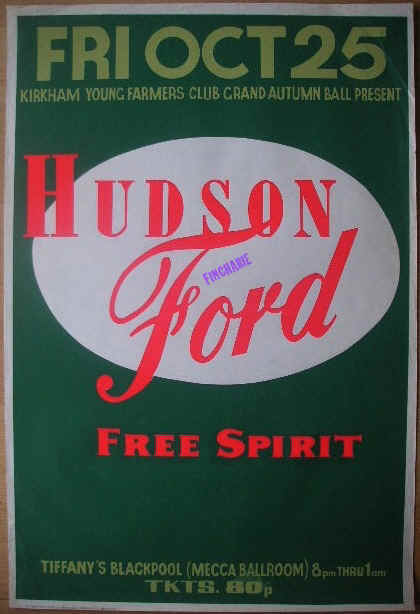 FRI OCT 25
KIRKHAM YOUNG FARMERS CLUB GRAND AUTUMN BALL PRESENT
HUDSON
FINCHARIE
Ford
FREE SPIRIT
TIFFANY'S BLACKPOOL (MECCA BALLROOM) 8pm THRU 1am
TKTS. 80p